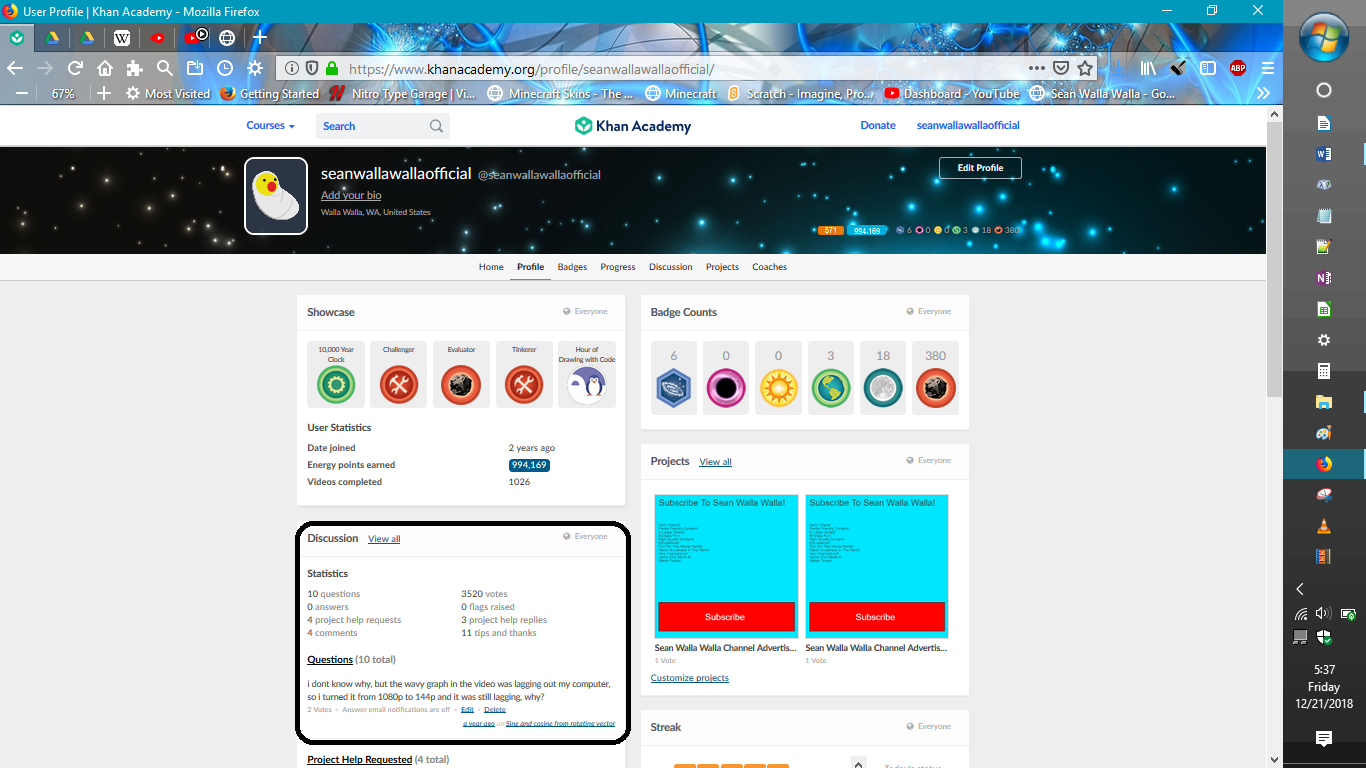 User Profile | Khan Academy - Mozilla Firefox
https://www.khanacademy.org/profile/seanwallawallaofficial/
67%
Most Visited
Getting Started
Nitro Type Garage | Vi...
Minecraft Skins - The ...
Minecraft
Scratch - Imagine, Pro...
Dashboard - YouTube
Sean Walla Walla - Go...
Courses
Search
Khan Academy
Donate
seanwallawallaofficial
seanwallawallaofficial @seanwallawallaofficial
Add your bio
Walla Walla, WA, United States
Edit Profile
571 994,169 6 0 0 3 18 380
Home Profile Badges Progress Discussion Projects Coaches
Showcase
Everyone
10,000 Year Clock
Challenger
Evaluator
Tinkerer
Hour of Drawing with Code
User Statistics
Date joined 2 years ago
Energy points earned 994,169
Videos completed 1026
Badge Counts
Everyone
6 0 0 3 18 380
Projects View all
Everyone
Subscribe To Sean Walla Walla!
Subscribe
Sean Walla Walla Channel Advertis...
1 Vote
Subscribe To Sean Walla Walla!
Subscribe
Sean Walla Walla Channel Advertis...
1 Vote
Customize projects
Discussion View all
Everyone
Statistics
10 questions 3520 votes
0 answers 0 flags raised
4 project help requests 3 project help replies
4 comments 11 tips and thanks
Questions (10 total)
i dont know why, but the wavy graph in the video was lagging out my computer,
so i turned it from 1080p to 144p and it was still lagging, why?
2 Votes • Answer email notifications are off • Edit • Delete
a year ago on Sine and cosine from rotating vector
Project Help Requested (4 total)
Streak
Everyone
Today's status
ABP
5:37
Friday
12/21/2018